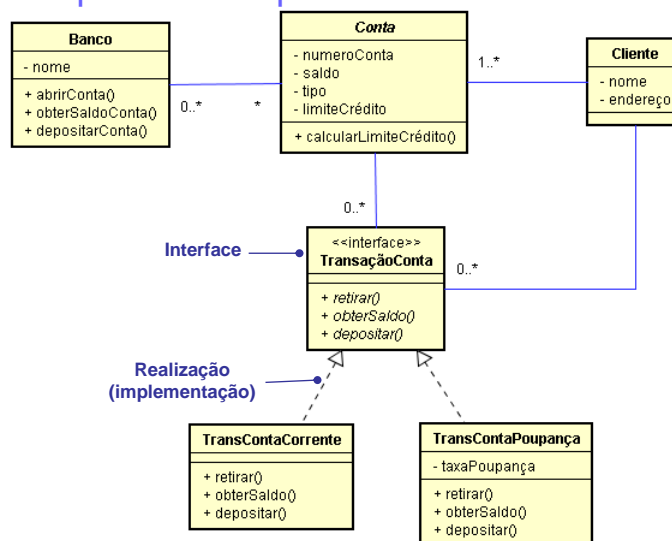 Banco
- nome
+ abrirConta()
+ obterSaldoConta()
+ depositarConta()
0..*
*
Conta
- numeroConta
- saldo
- tipo
- limiteCrédito
+ calcularLimiteCrédito()
1..*
Cliente
- nome
- endereço
0..*
Interface
<<interface>>
TransaçãoConta
+ retirar()
+ obterSaldo()
+ depositar()
0..*
Realização
(implementação)
TransContaCorrente
+ retirar()
+ obterSaldo()
+ depositar()
TransContaPoupança
- taxaPoupança
+ retirar()
+ obterSaldo()
+ depositar()